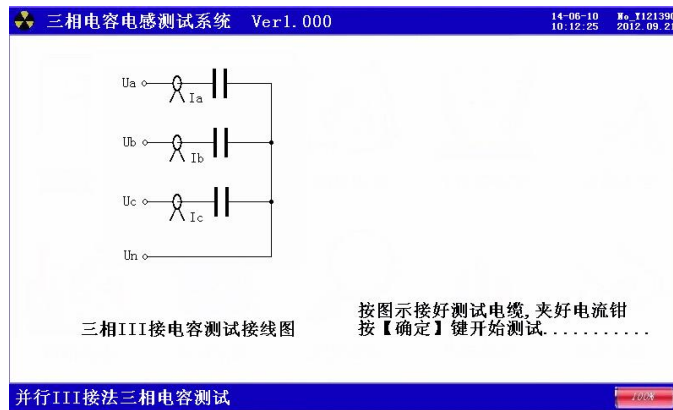 三相电容电感测试系统 Ver1.000
14-06-10
10:12:25
No_Y121390
2012.09.21
Ua
Ia
Ub
Ib
Uc
Ic
Un
三相III接电容测试接线图
按图示接好测试电缆,夹好电流钳
按【确定】键开始测试...........
并行III接法三相电容测试
100%